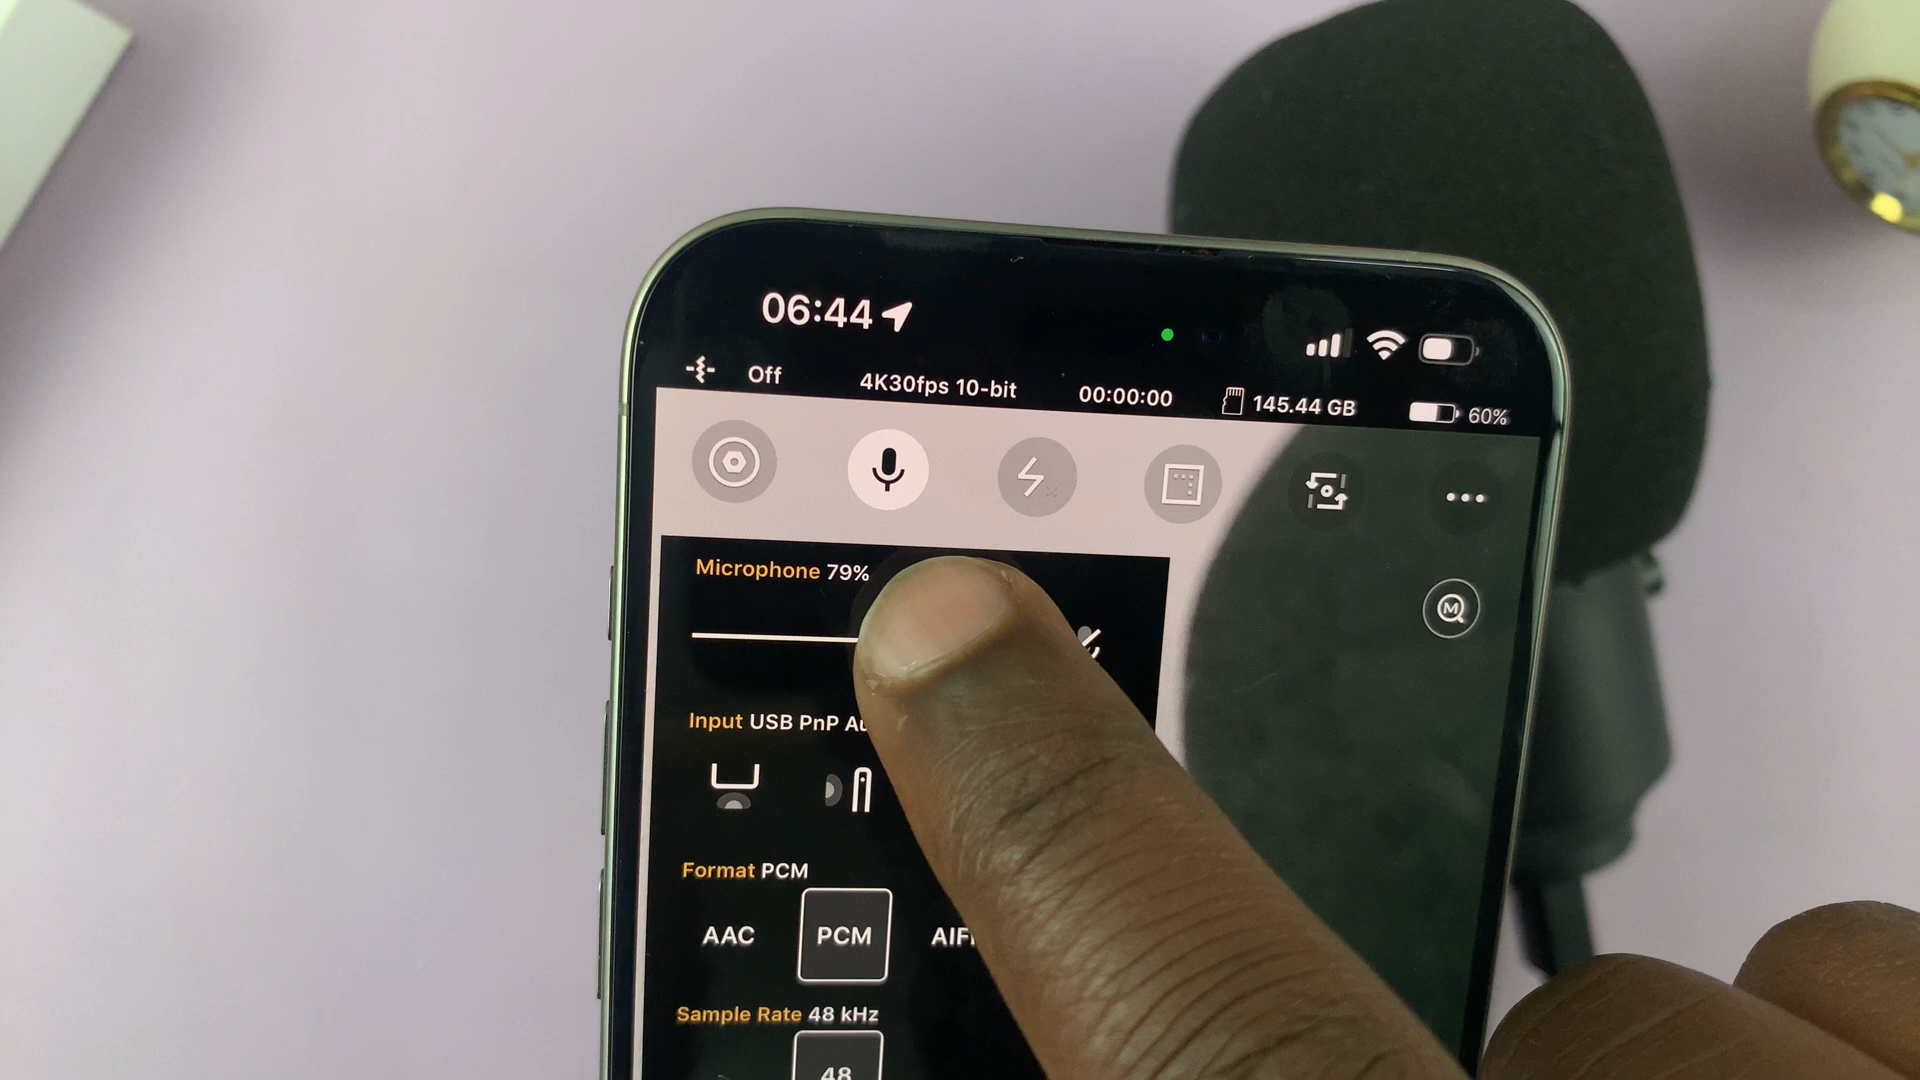 06:44
Off 4K30fps 10-bit 00:00:00 145.44 GB 60%
M
Microphone 79%
Input USB PnP
Format PCM
AAC PCM
Sample Rate 48 kHz
48